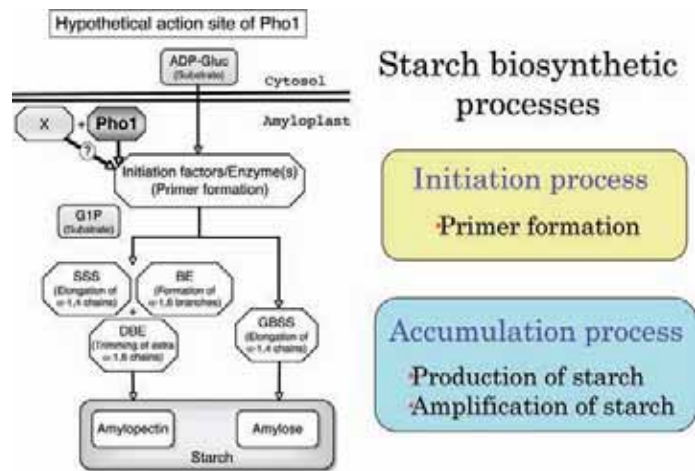 Hypothetical action site of Pho1
ADP-Gluc
(Substrate)
Cytosol
Amyloplast
X + Pho1
?
Initiation factors/Enzyme(s)
(Primer formation)
G1P
(Substrate)
SSS
(Elongation of
α-1,4 chains)
BE
(Formation of
α-1,6 branches)
+
DBE
(Trimming of extra
α-1,6 chains)
GBSS
(Elongation of
α-1,4 chains)
Amylopectin
Amylose
Starch
Starch biosynthetic
processes
Initiation process
•Primer formation
Accumulation process
•Production of starch
•Amplification of starch